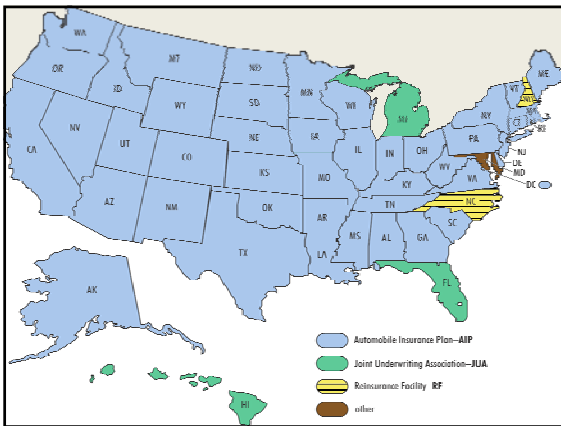 WA
MT
ND
MN
ME
OR
ID
SD
WI
MI
VT
NH
WY
NY
NV
NE
IA
PA
CT
RI
CA
UT
CO
IL
IN
OH
NJ
DE
MD
KS
MO
WV
VA
DC
KY
AZ
NM
OK
AR
TN
NC
SC
MS
AL
GA
TX
LA
AK
FL
HI
Automobile Insurance Plan—AIP
Joint Underwriting Association—JUA
Reinsurance Facility RF
other